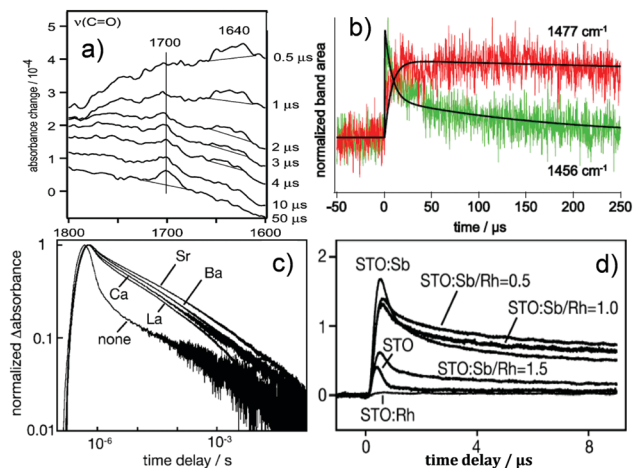 ν(C=O)
a)
1700
1640
0.5 μs
1 μs
2 μs
3 μs
4 μs
10 μs
50 μs
absorbance change / 10⁻⁴
5
4
3
2
1
0
1800
1700
1600
b)
1477 cm⁻¹
1456 cm⁻¹
normalized band area
-50 0 50 100 150 200 250
time / μs
c)
Sr
Ba
Ca
La
none
normalized Δabsorbance
1
0.1
0.01
10⁻⁶
10⁻³
time delay / s
d)
STO:Sb
STO:Sb/Rh=0.5
STO:Sb/Rh=1.0
STO
STO:Sb/Rh=1.5
STO:Rh
2
1
0
0 4 8
time delay / μs